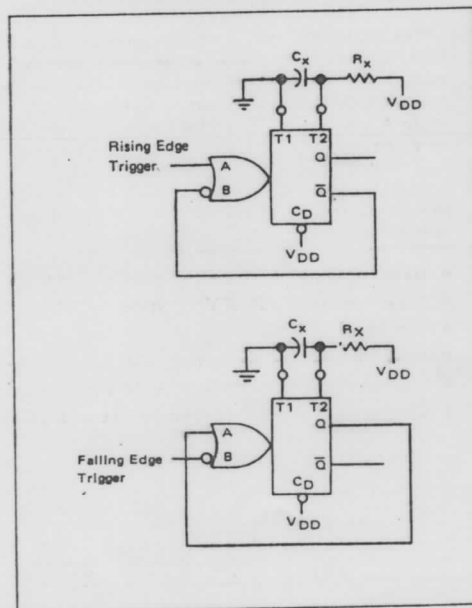 Cx
Rx
VDD
T1 T2
Rising Edge
Trigger
A
B
Q
Q̅
CD
VDD
Cx
RX
VDD
T1 T2
A
Q
Falling Edge
Trigger
B
Q̅
CD
VDD